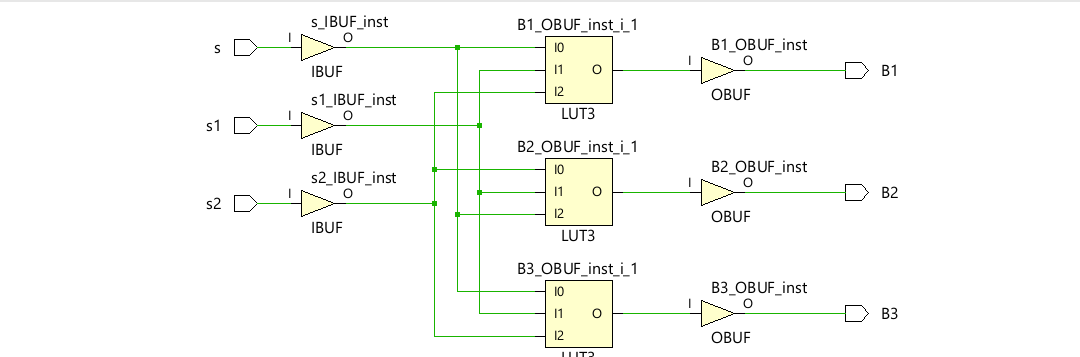 s_IBUF_inst
s
I
O
IBUF
s1_IBUF_inst
s1
I
O
IBUF
s2_IBUF_inst
s2
I
O
IBUF
B1_OBUF_inst_i_1
I0
I1
I2
O
LUT3
B1_OBUF_inst
I
O
B1
OBUF
B2_OBUF_inst_i_1
I0
I1
I2
O
LUT3
B2_OBUF_inst
I
O
B2
OBUF
B3_OBUF_inst_i_1
I0
I1
I2
O
LUT3
B3_OBUF_inst
I
O
B3
OBUF